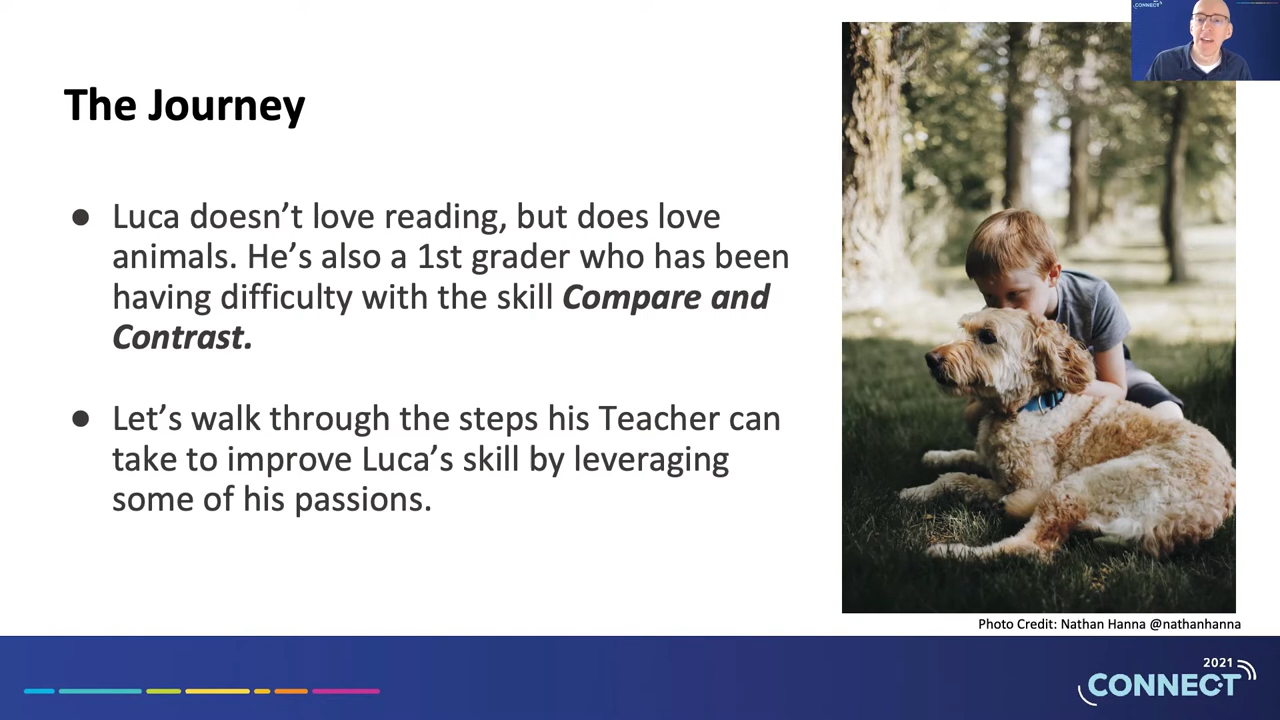 CONNECT
The Journey
● Luca doesn’t love reading, but does love
animals. He’s also a 1st grader who has been
having difficulty with the skill Compare and
Contrast.
● Let’s walk through the steps his Teacher can
take to improve Luca’s skill by leveraging
some of his passions.
Photo Credit: Nathan Hanna @nathanhanna
2021
CONNECT